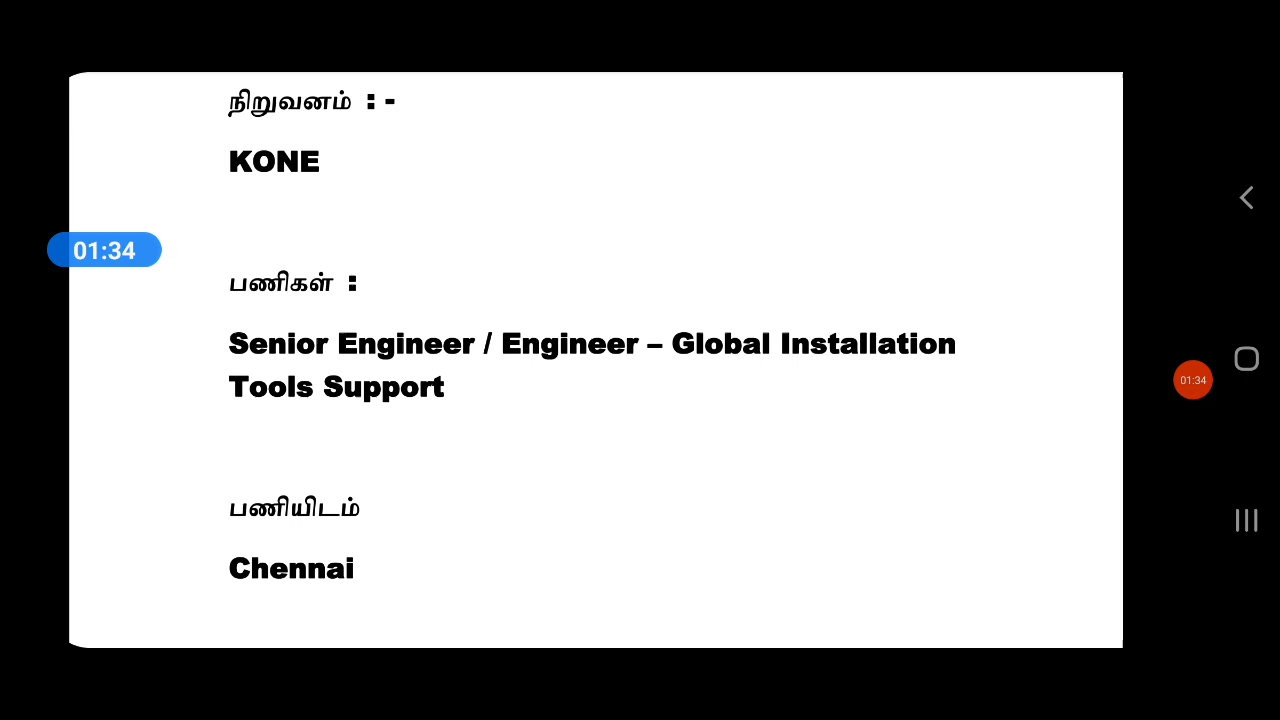 நிறுவனம் : -
KONE
01:34
பணிகள் :
Senior Engineer / Engineer – Global Installation
Tools Support
01:34
பணியிடம்
Chennai